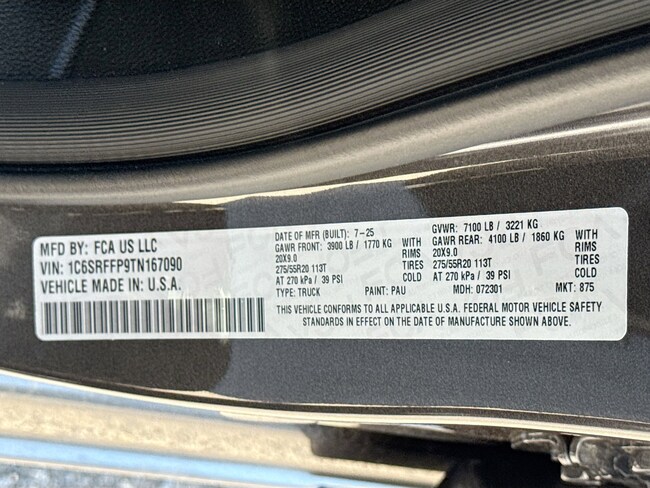 MFD BY: FCA US LLC
VIN: 1C6SRFFP9TN167090
VEHICLE MADE IN: U.S.A.
DATE OF MFR (BUILT): 7-25
GVWR: 7100 LB / 3221 KG
GAWR FRONT: 3900 LB / 1770 KG WITH
GAWR REAR: 4100 LB / 1860 KG WITH
20X9.0 RIMS
20X9.0 RIMS
275/55R20 113T TIRES
275/55R20 113T TIRES
AT 270 kPa / 39 PSI COLD
AT 270 kPa / 39 PSI COLD
TYPE: TRUCK PAINT: PAU MDH: 072301 MKT: 875
THIS VEHICLE CONFORMS TO ALL APPLICABLE U.S.A. FEDERAL MOTOR VEHICLE SAFETY
STANDARDS IN EFFECT ON THE DATE OF MANUFACTURE SHOWN ABOVE.